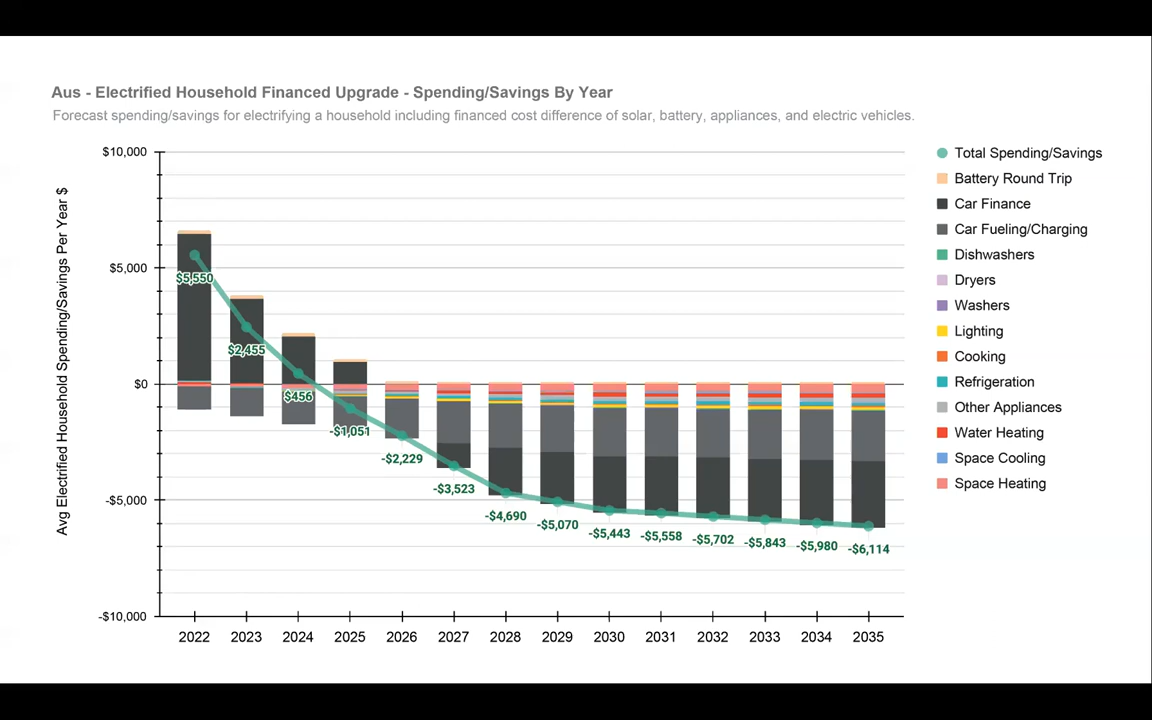 Aus - Electrified Household Financed Upgrade - Spending/Savings By Year
Forecast spending/savings for electrifying a household including financed cost difference of solar, battery, appliances, and electric vehicles.
Avg Electrified Household Spending/Savings Per Year $
$10,000
$5,000
$0
-$5,000
-$10,000
$5,550
$2,455
$456
-$1,051
-$2,229
-$3,523
-$4,690
-$5,070
-$5,443
-$5,558
-$5,702
-$5,843
-$5,980
-$6,114
2022
2023
2024
2025
2026
2027
2028
2029
2030
2031
2032
2033
2034
2035
Total Spending/Savings
Battery Round Trip
Car Finance
Car Fueling/Charging
Dishwashers
Dryers
Washers
Lighting
Cooking
Refrigeration
Other Appliances
Water Heating
Space Cooling
Space Heating